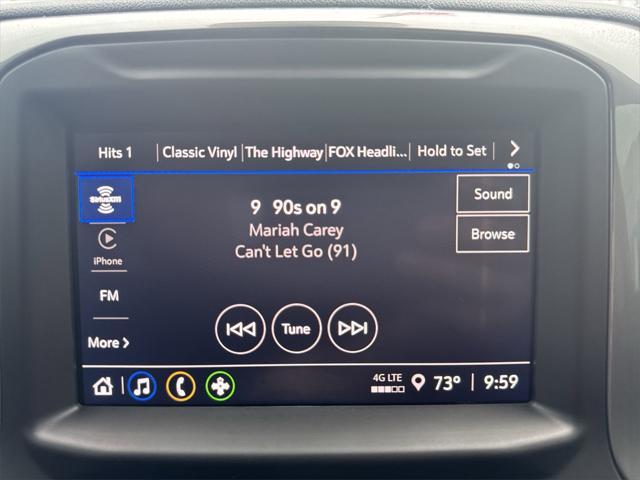 Hits 1 Classic Vinyl The Highway FOX Headli... Hold to Set >
SiriusXM
9 90s on 9
Mariah Carey
Can't Let Go (91)
Sound
Browse
iPhone
FM
More >
Tune
4G LTE
73° 9:59